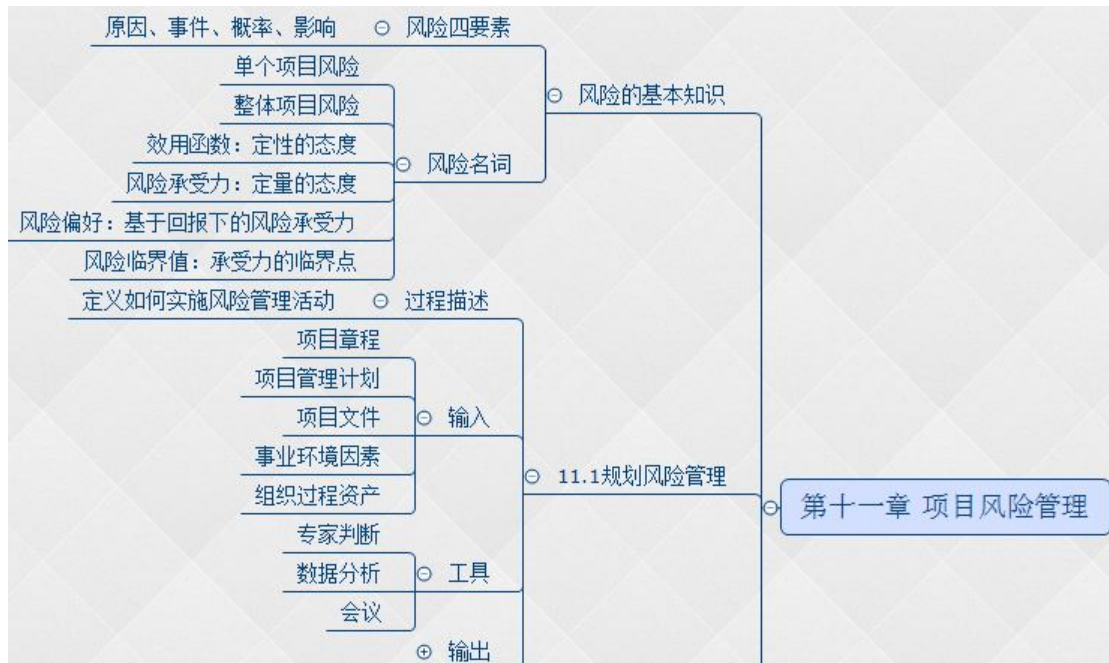 原因、事件、概率、影响 风险四要素
单个项目风险
整体项目风险
风险的基本知识
效用函数：定性的态度
风险名词
风险承受力：定量的态度
风险偏好：基于回报下的风险承受力
风险临界值：承受力的临界点
定义如何实施风险管理活动 过程描述
项目章程
项目管理计划
项目文件 输入
事业环境因素
11.1规划风险管理
组织过程资产
第十一章 项目风险管理
专家判断
数据分析 工具
会议
输出